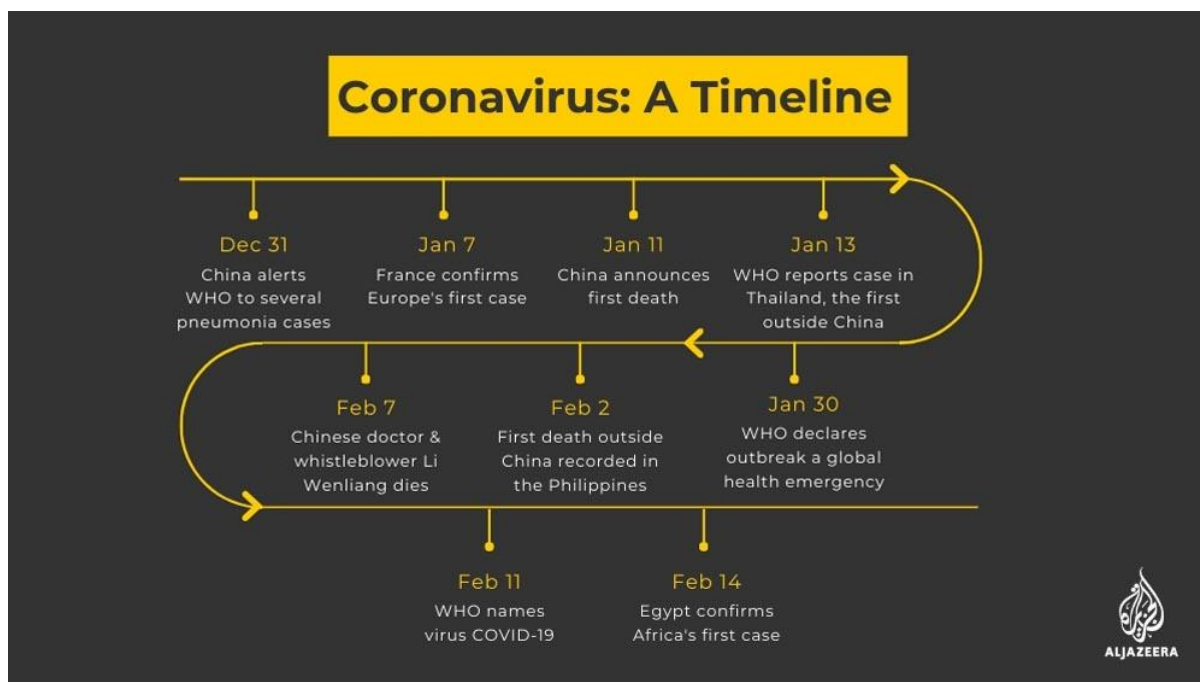 Coronavirus: A Timeline
Dec 31
China alerts
WHO to several
pneumonia cases
Jan 7
France confirms
Europe's first case
Jan 11
China announces
first death
Jan 13
WHO reports case in
Thailand, the first
outside China
Jan 30
WHO declares
outbreak a global
health emergency
Feb 2
First death outside
China recorded in
the Philippines
Feb 7
Chinese doctor &
whistleblower Li
Wenliang dies
Feb 11
WHO names
virus COVID-19
Feb 14
Egypt confirms
Africa's first case
الجزيرة
ALJAZEERA